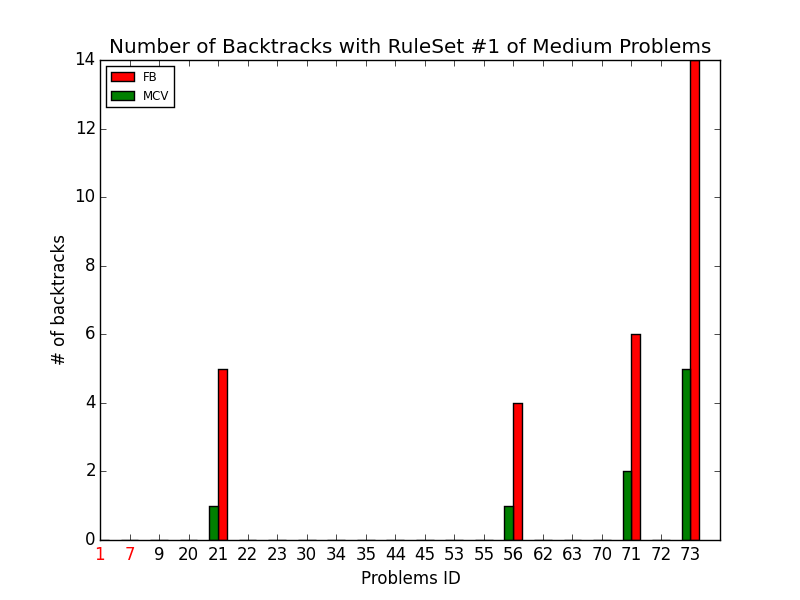 Number of Backtracks with RuleSet #1 of Medium Problems
FB
MCV
14
12
10
8
6
4
2
0
# of backtracks
1 7 9 20 21 22 23 30 34 35 44 45 53 55 56 62 63 70 71 72 73
Problems ID